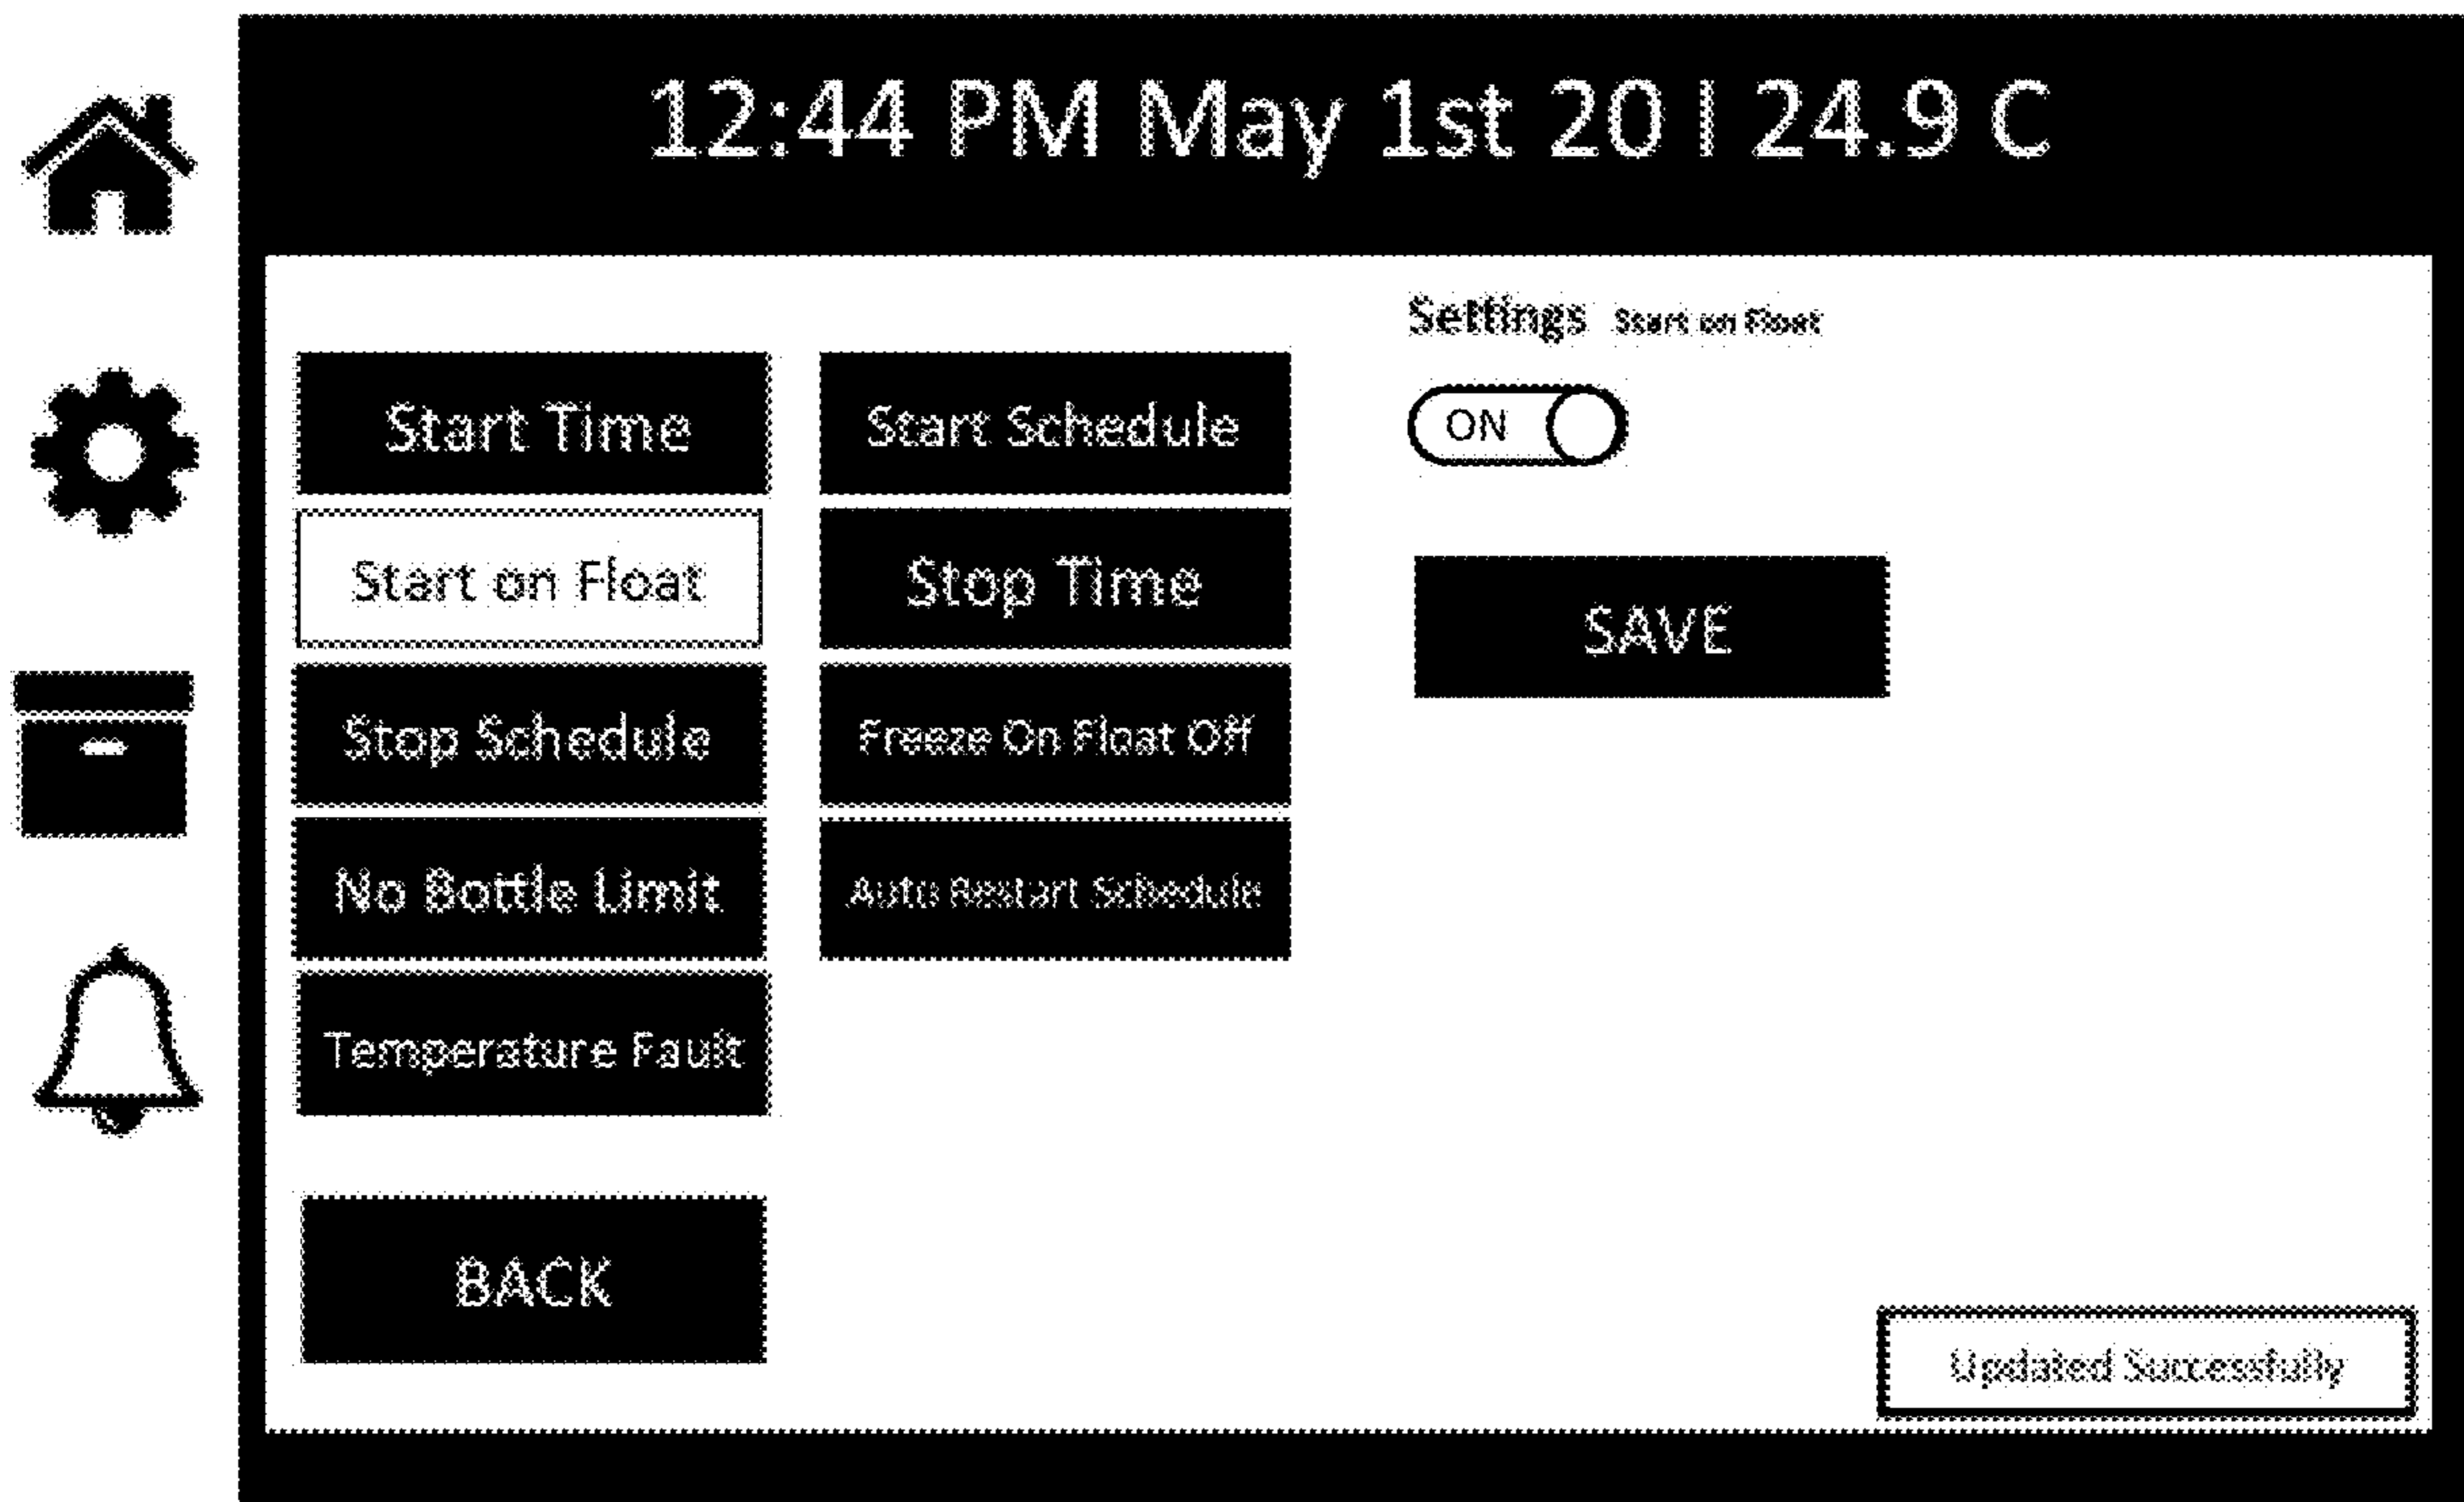 12:44 PM May 1st 20 | 24.9 C
Settings Start on Float
Start Time
Start Schedule
ON
Start on Float
Stop Time
SAVE
Stop Schedule
Freeze On Float Off
No Bottle Limit
Auto Restart Schedule
Temperature Fault
BACK
Updated Successfully